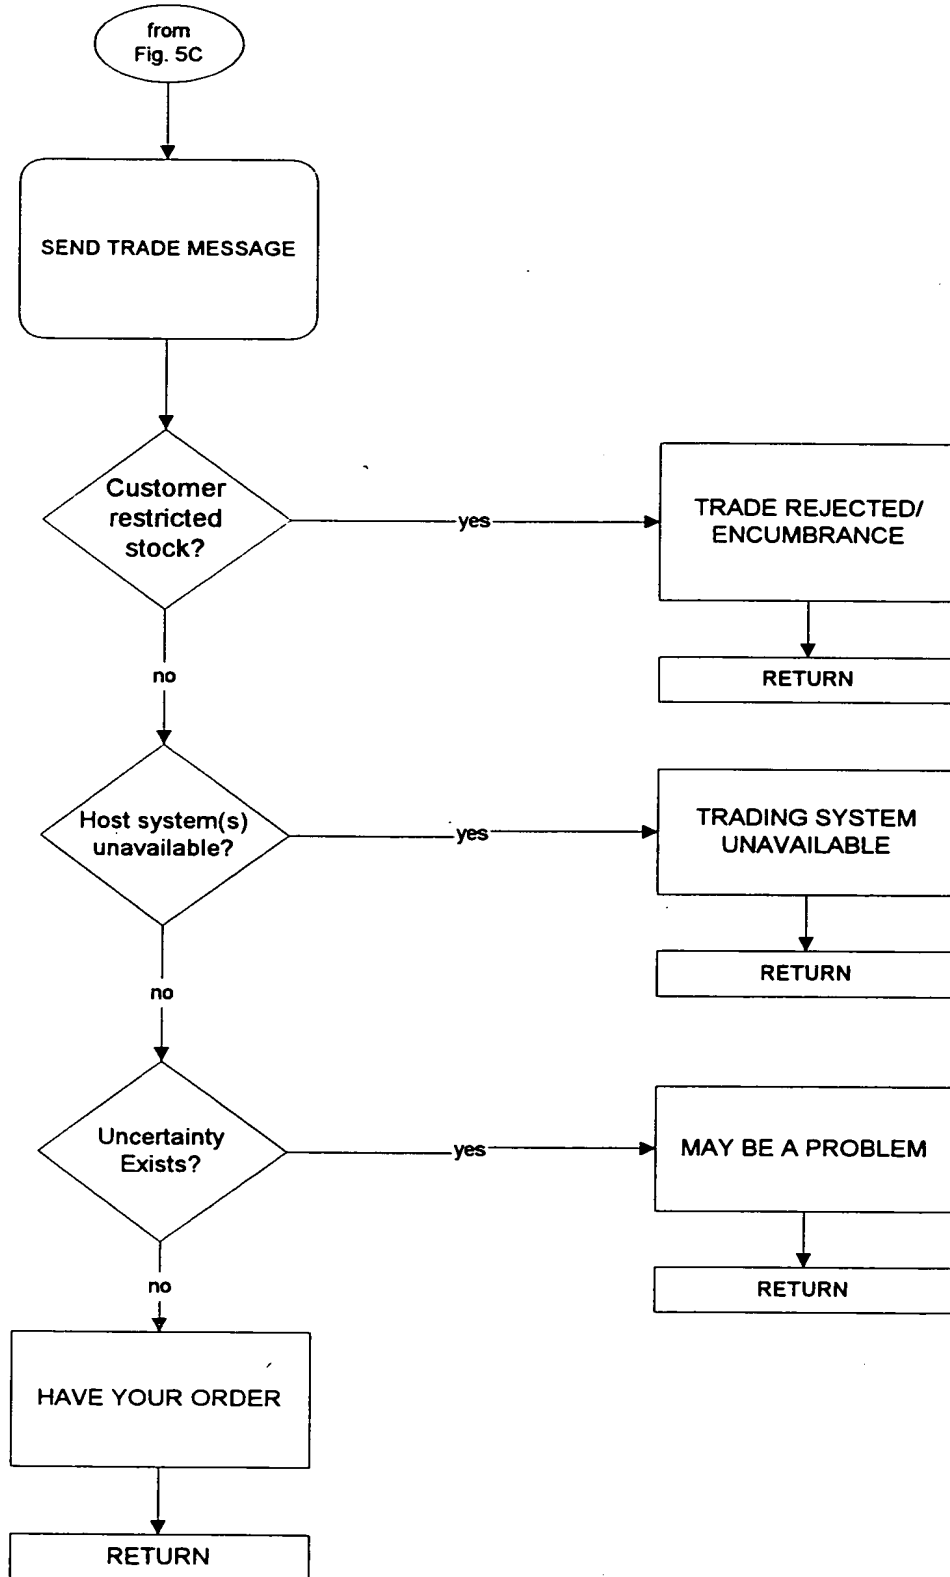 from
Fig. 5C
SEND TRADE MESSAGE
Customer
restricted
stock?
yes
TRADE REJECTED/
ENCUMBRANCE
RETURN
no
Host system(s)
unavailable?
yes
TRADING SYSTEM
UNAVAILABLE
RETURN
no
Uncertainty
Exists?
yes
MAY BE A PROBLEM
RETURN
no
HAVE YOUR ORDER
RETURN